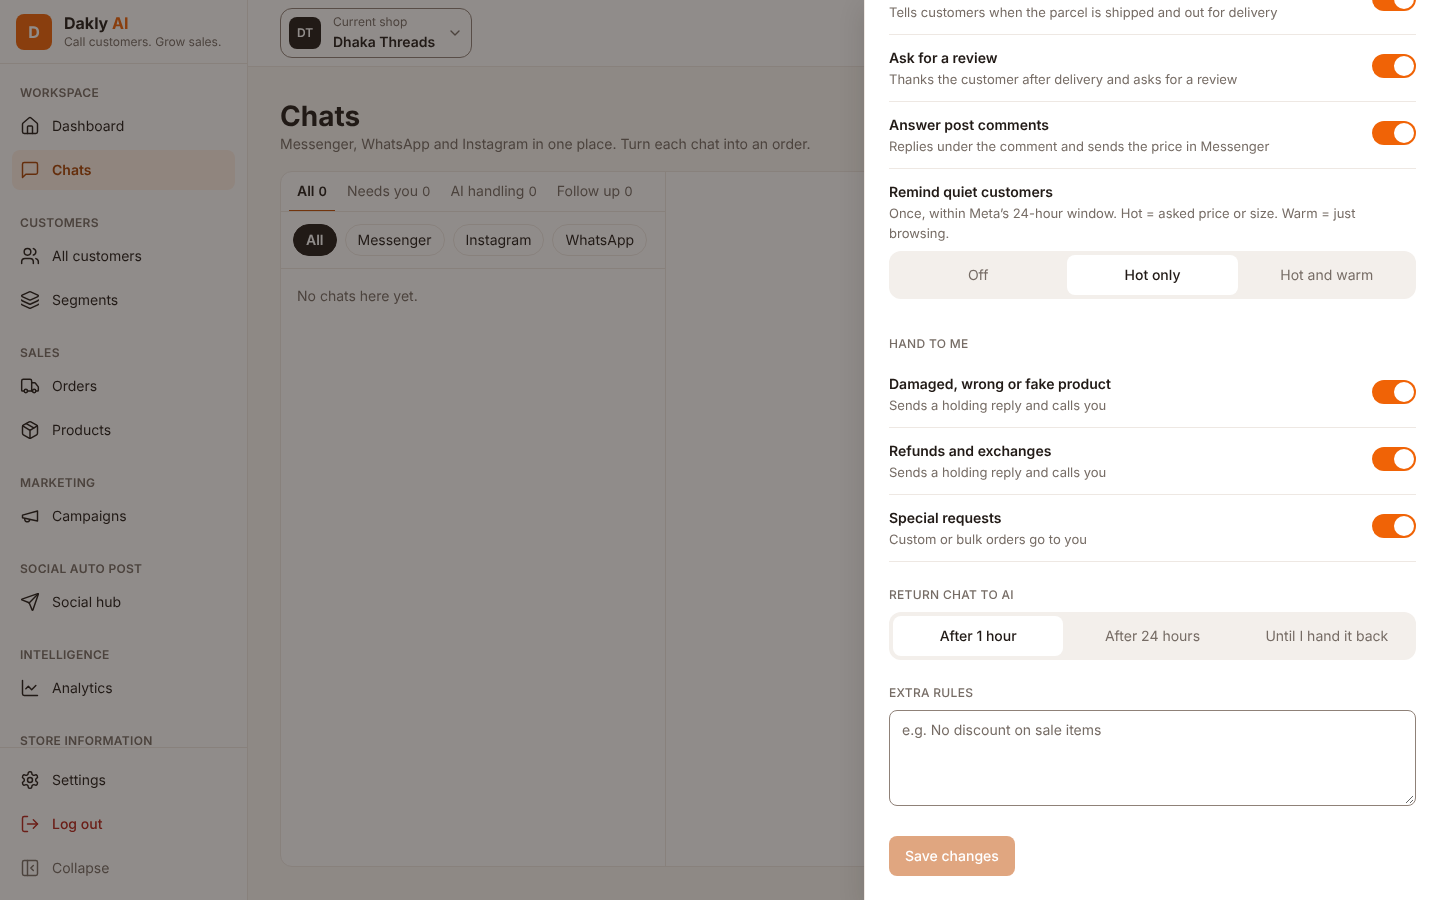 D
Dakly AI
Call customers. Grow sales.
WORKSPACE
Dashboard
Chats
CUSTOMERS
All customers
Segments
SALES
Orders
Products
MARKETING
Campaigns
SOCIAL AUTO POST
Social hub
INTELLIGENCE
Analytics
STORE INFORMATION
Settings
Log out
Collapse
DT
Current shop
Dhaka Threads
Chats
Messenger, WhatsApp and Instagram in one place. Turn each chat into an order.
All 0 Needs you 0 AI handling 0 Follow up 0
All Messenger Instagram WhatsApp
No chats here yet.
Tells customers when the parcel is shipped and out for delivery
Ask for a review
Thanks the customer after delivery and asks for a review
Answer post comments
Replies under the comment and sends the price in Messenger
Remind quiet customers
Once, within Meta’s 24-hour window. Hot = asked price or size. Warm = just
browsing.
Off Hot only Hot and warm
HAND TO ME
Damaged, wrong or fake product
Sends a holding reply and calls you
Refunds and exchanges
Sends a holding reply and calls you
Special requests
Custom or bulk orders go to you
RETURN CHAT TO AI
After 1 hour After 24 hours Until I hand it back
EXTRA RULES
e.g. No discount on sale items
Save changes